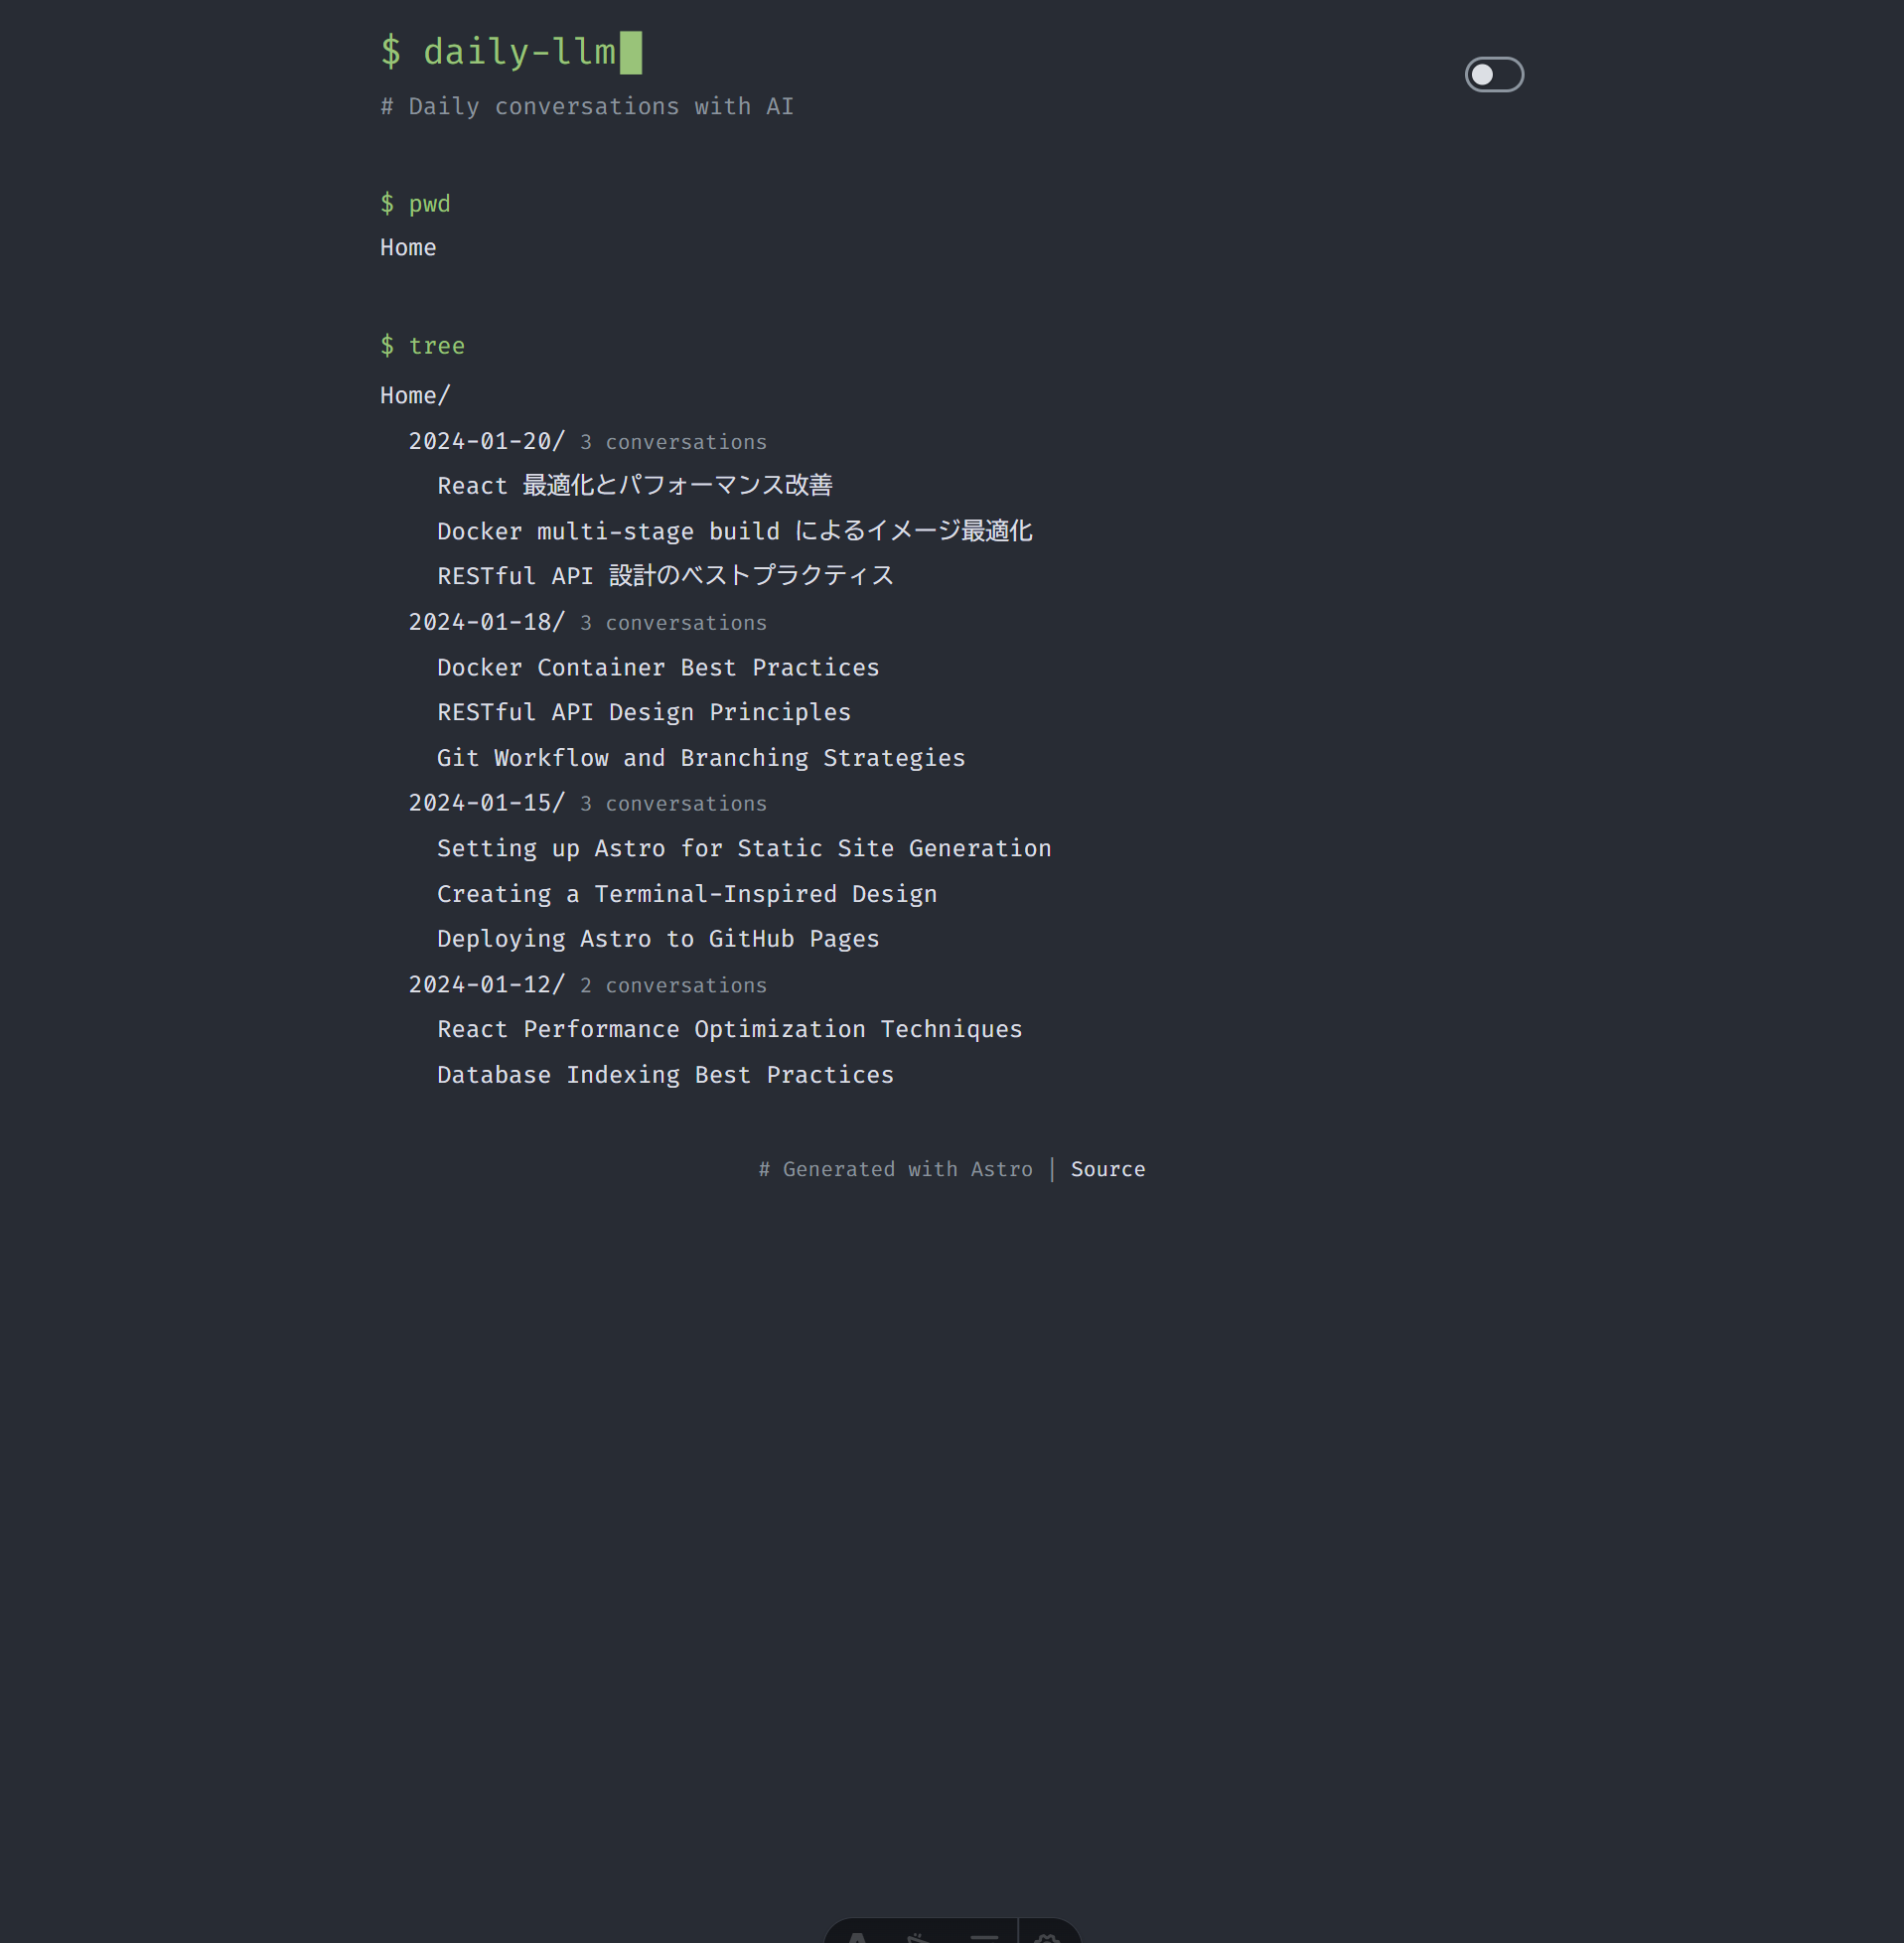 $ daily-llm
# Daily conversations with AI
$ pwd
Home
$ tree
Home/
2024-01-20/ 3 conversations
React 最適化とパフォーマンス改善
Docker multi-stage build によるイメージ最適化
RESTful API 設計のベストプラクティス
2024-01-18/ 3 conversations
Docker Container Best Practices
RESTful API Design Principles
Git Workflow and Branching Strategies
2024-01-15/ 3 conversations
Setting up Astro for Static Site Generation
Creating a Terminal-Inspired Design
Deploying Astro to GitHub Pages
2024-01-12/ 2 conversations
React Performance Optimization Techniques
Database Indexing Best Practices
# Generated with Astro | Source